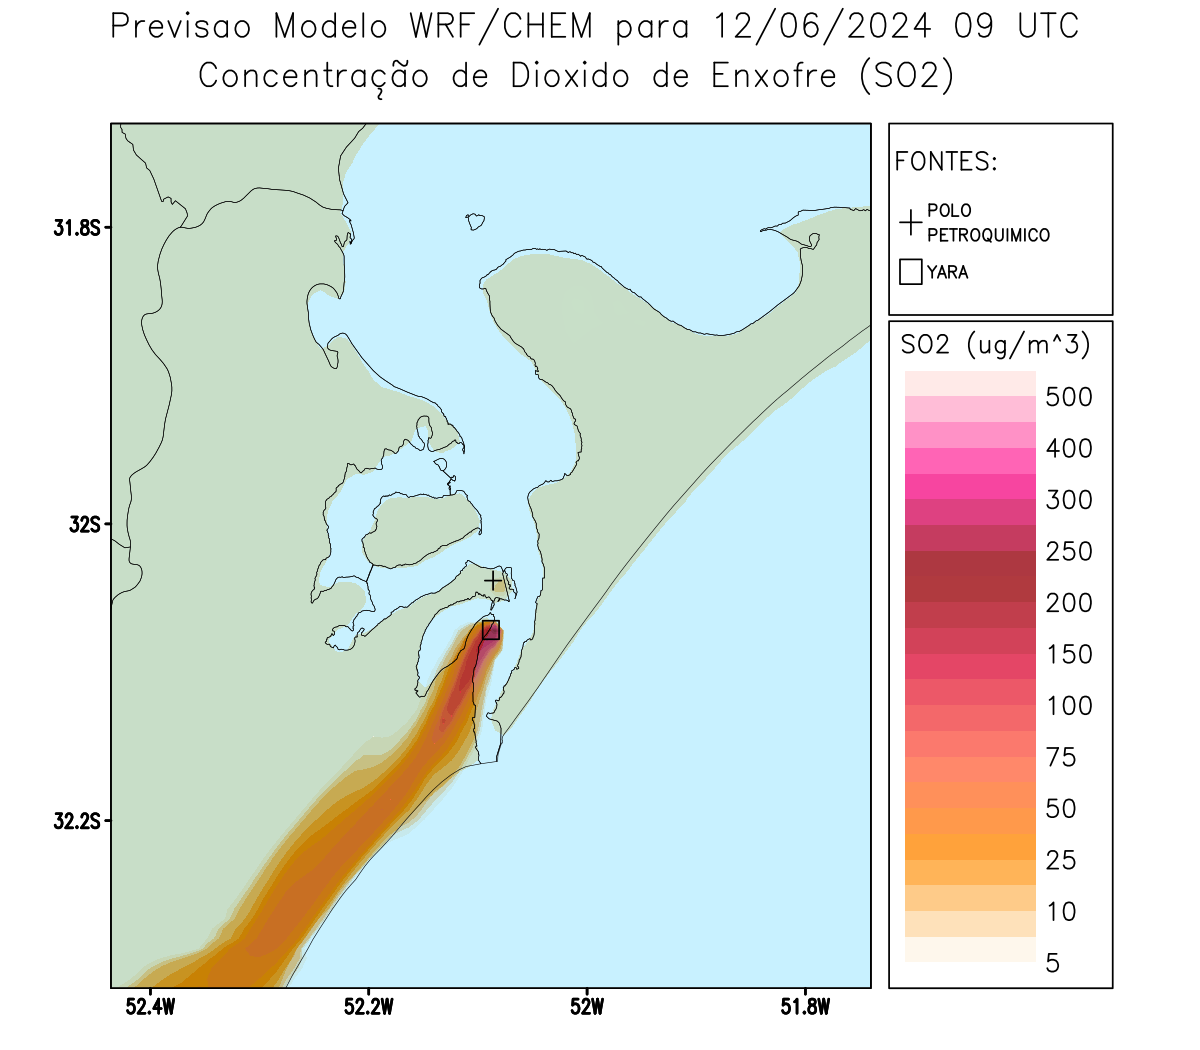 Previsao Modelo WRF/CHEM para 12/06/2024 09 UTC
Concentração de Dioxido de Enxofre (SO2)
FONTES:
POLO
PETROQUIMICO
YARA
SO2 (ug/m^3)
500
400
300
250
200
150
100
75
50
25
10
5
31.8S
32S
32.2S
52.4W
52.2W
52W
51.8W